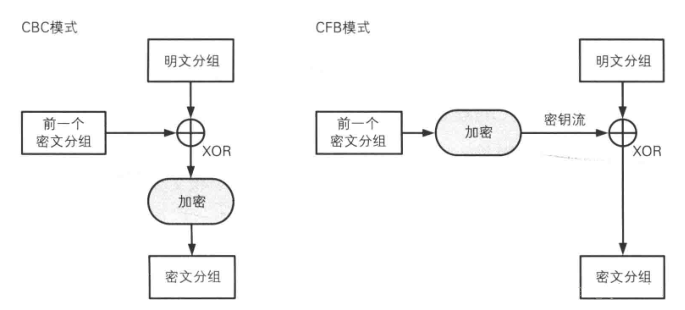 CBC模式
明文分组
前一个
密文分组
XOR
加密
密文分组
CFB模式
明文分组
前一个
密文分组
加密
密钥流
XOR
密文分组